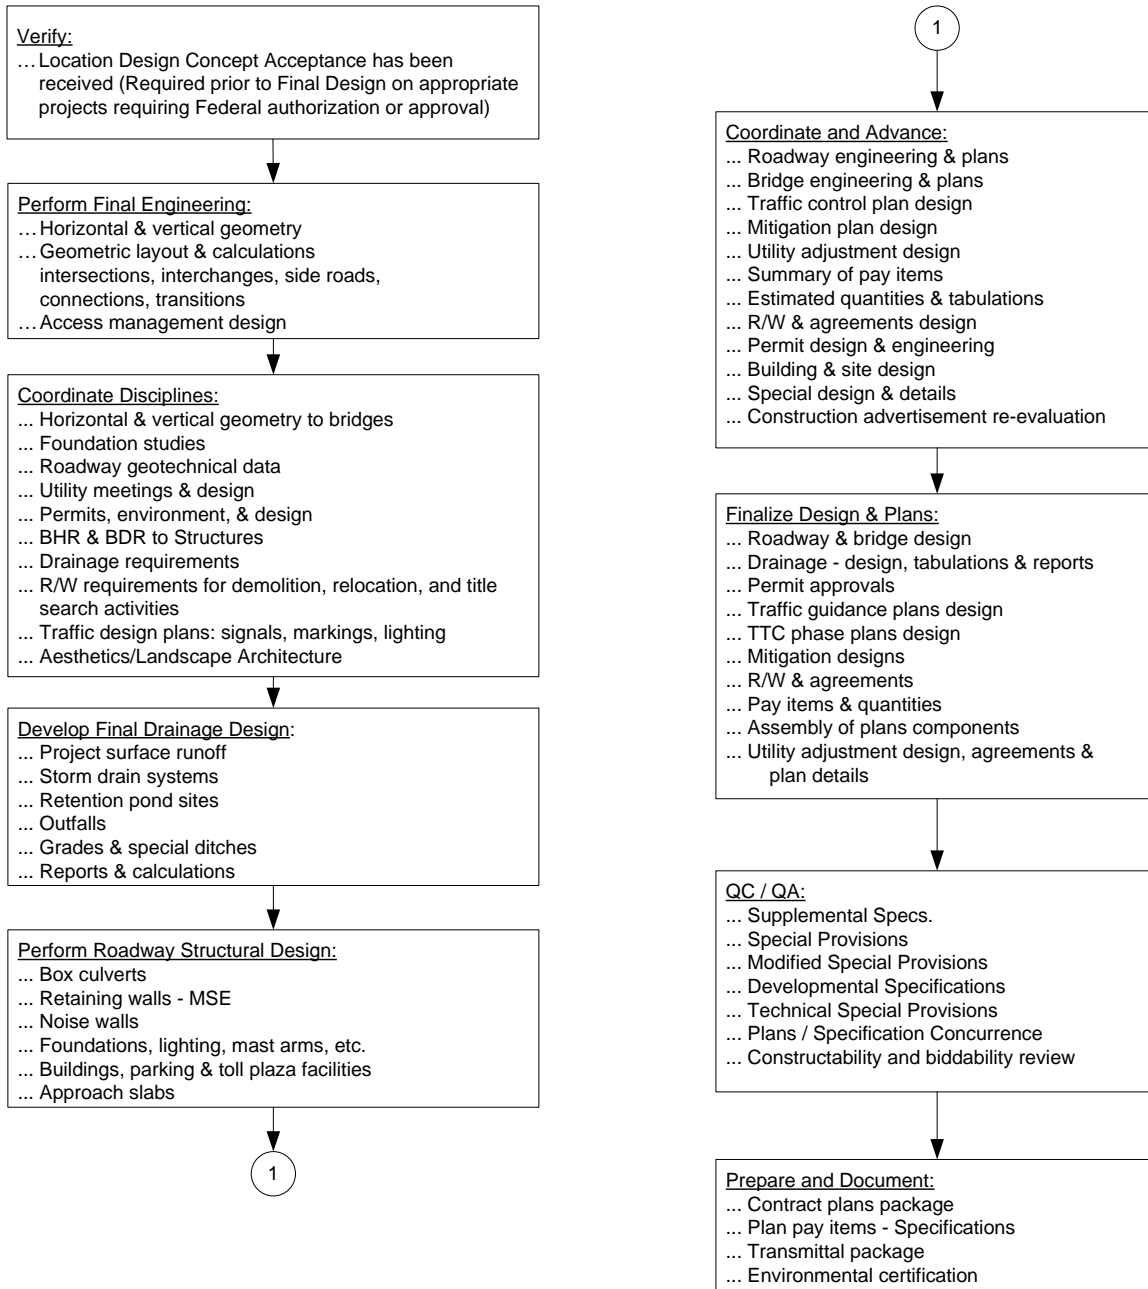 Verify:
…Location Design Concept Acceptance has been
received (Required prior to Final Design on appropriate
projects requiring Federal authorization or approval)
Perform Final Engineering:
…Horizontal & vertical geometry
…Geometric layout & calculations
intersections, interchanges, side roads,
connections, transitions
…Access management design
Coordinate Disciplines:
... Horizontal & vertical geometry to bridges
... Foundation studies
... Roadway geotechnical data
... Utility meetings & design
... Permits, environment, & design
... BHR & BDR to Structures
... Drainage requirements
... R/W requirements for demolition, relocation, and title
search activities
... Traffic design plans: signals, markings, lighting
... Aesthetics/Landscape Architecture
Develop Final Drainage Design:
... Project surface runoff
... Storm drain systems
... Retention pond sites
... Outfalls
... Grades & special ditches
... Reports & calculations
Perform Roadway Structural Design:
... Box culverts
... Retaining walls - MSE
... Noise walls
... Foundations, lighting, mast arms, etc.
... Buildings, parking & toll plaza facilities
... Approach slabs
1
1
Coordinate and Advance:
... Roadway engineering & plans
... Bridge engineering & plans
... Traffic control plan design
... Mitigation plan design
... Utility adjustment design
... Summary of pay items
... Estimated quantities & tabulations
... R/W & agreements design
... Permit design & engineering
... Building & site design
... Special design & details
... Construction advertisement re-evaluation
Finalize Design & Plans:
... Roadway & bridge design
... Drainage - design, tabulations & reports
... Permit approvals
... Traffic guidance plans design
... TTC phase plans design
... Mitigation designs
... R/W & agreements
... Pay items & quantities
... Assembly of plans components
... Utility adjustment design, agreements &
plan details
QC / QA:
... Supplemental Specs.
... Special Provisions
... Modified Special Provisions
... Developmental Specifications
... Technical Special Provisions
... Plans / Specification Concurrence
... Constructability and biddability review
Prepare and Document:
... Contract plans package
... Plan pay items - Specifications
... Transmittal package
... Environmental certification